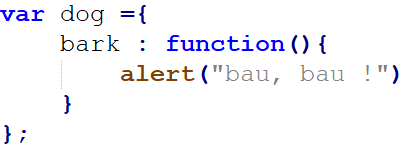 var dog ={
    bark : function(){
        alert("bau, bau !")
    }
};